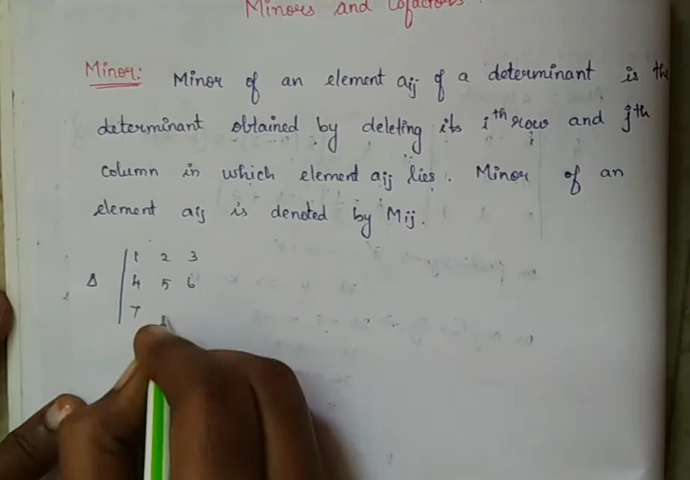 Minors and Cofactors.
Minor: Minor of an element aij of a determinant is the
determinant obtained by deleting its ith row and jth
column in which element aij lies. Minor of an
element aij is denoted by Mij.
1 2 3
Δ 4 5 6
7